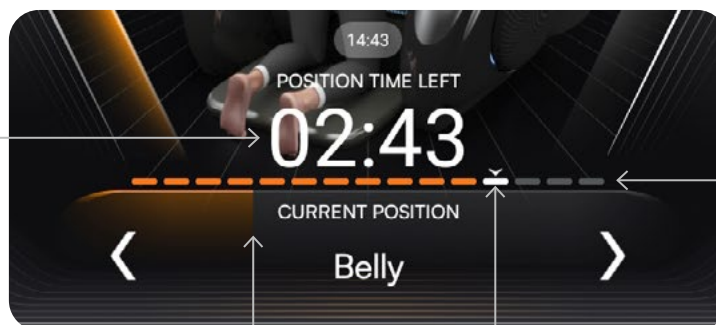 14:43
POSITION TIME LEFT
02:43
CURRENT POSITION
Belly